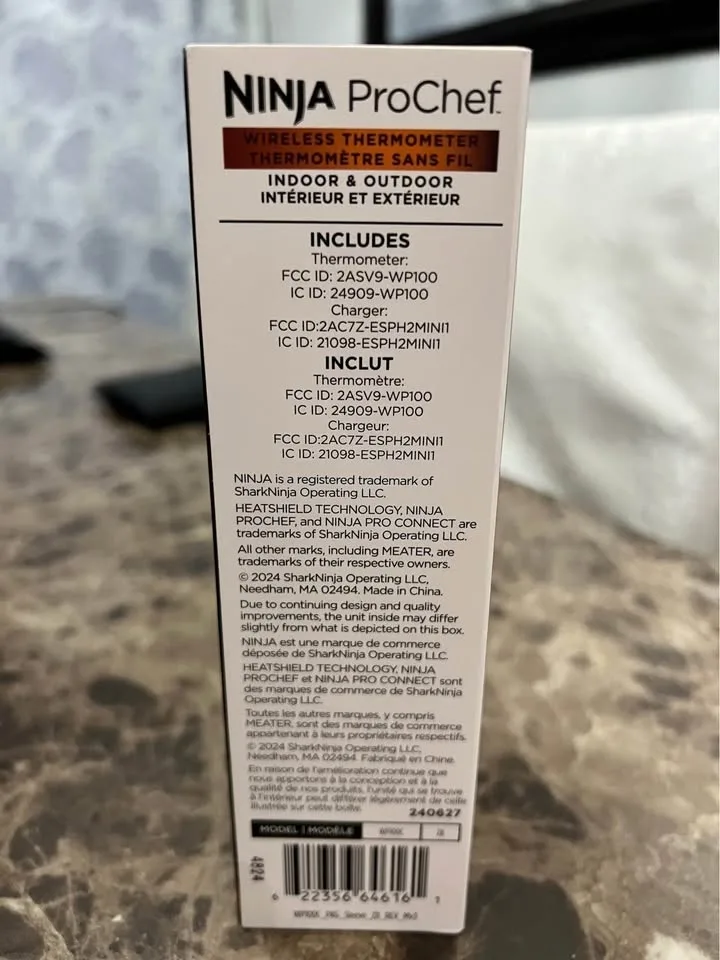 NINJA ProChef™
WIRELESS THERMOMETER
THERMOMÈTRE SANS FIL
INDOOR & OUTDOOR
INTÉRIEUR ET EXTÉRIEUR
INCLUDES
Thermometer:
FCC ID: 2ASV9-WP100
IC ID: 24909-WP100
Charger:
FCC ID:2AC7Z-ESPH2MINI1
IC ID: 21098-ESPH2MINI1
INCLUT
Thermomètre:
FCC ID: 2ASV9-WP100
IC ID: 24909-WP100
Chargeur:
FCC ID:2AC7Z-ESPH2MINI1
IC ID: 21098-ESPH2MINI1
NINJA is a registered trademark of
SharkNinja Operating LLC.
HEATSHIELD TECHNOLOGY, NINJA
PROCHEF, and NINJA PRO CONNECT are
trademarks of SharkNinja Operating LLC.
All other marks, including MEATER, are
trademarks of their respective owners.
© 2024 SharkNinja Operating LLC,
Needham, MA 02494. Made in China.
Due to continuing design and quality
improvements, the unit inside may differ
slightly from what is depicted on this box.
NINJA est une marque de commerce
déposée de SharkNinja Operating LLC.
HEATSHIELD TECHNOLOGY, NINJA
PROCHEF et NINJA PRO CONNECT sont
des marques de commerce de SharkNinja
Operating LLC.
Toutes les autres marques, y compris
MEATER, sont des marques de commerce
appartenant à leurs propriétaires respectifs.
© 2024 SharkNinja Operating LLC,
Needham, MA 02494. Fabriqué en Chine.
En raison de l'amélioration continue que
nous apportons à la conception et à la
qualité de nos produits, l'unité qui se trouve
à l'intérieur peut différer légèrement de celle
illustrée sur cette boîte.
240627
MODEL | MODÈLE
4824
6 22356 64616 1